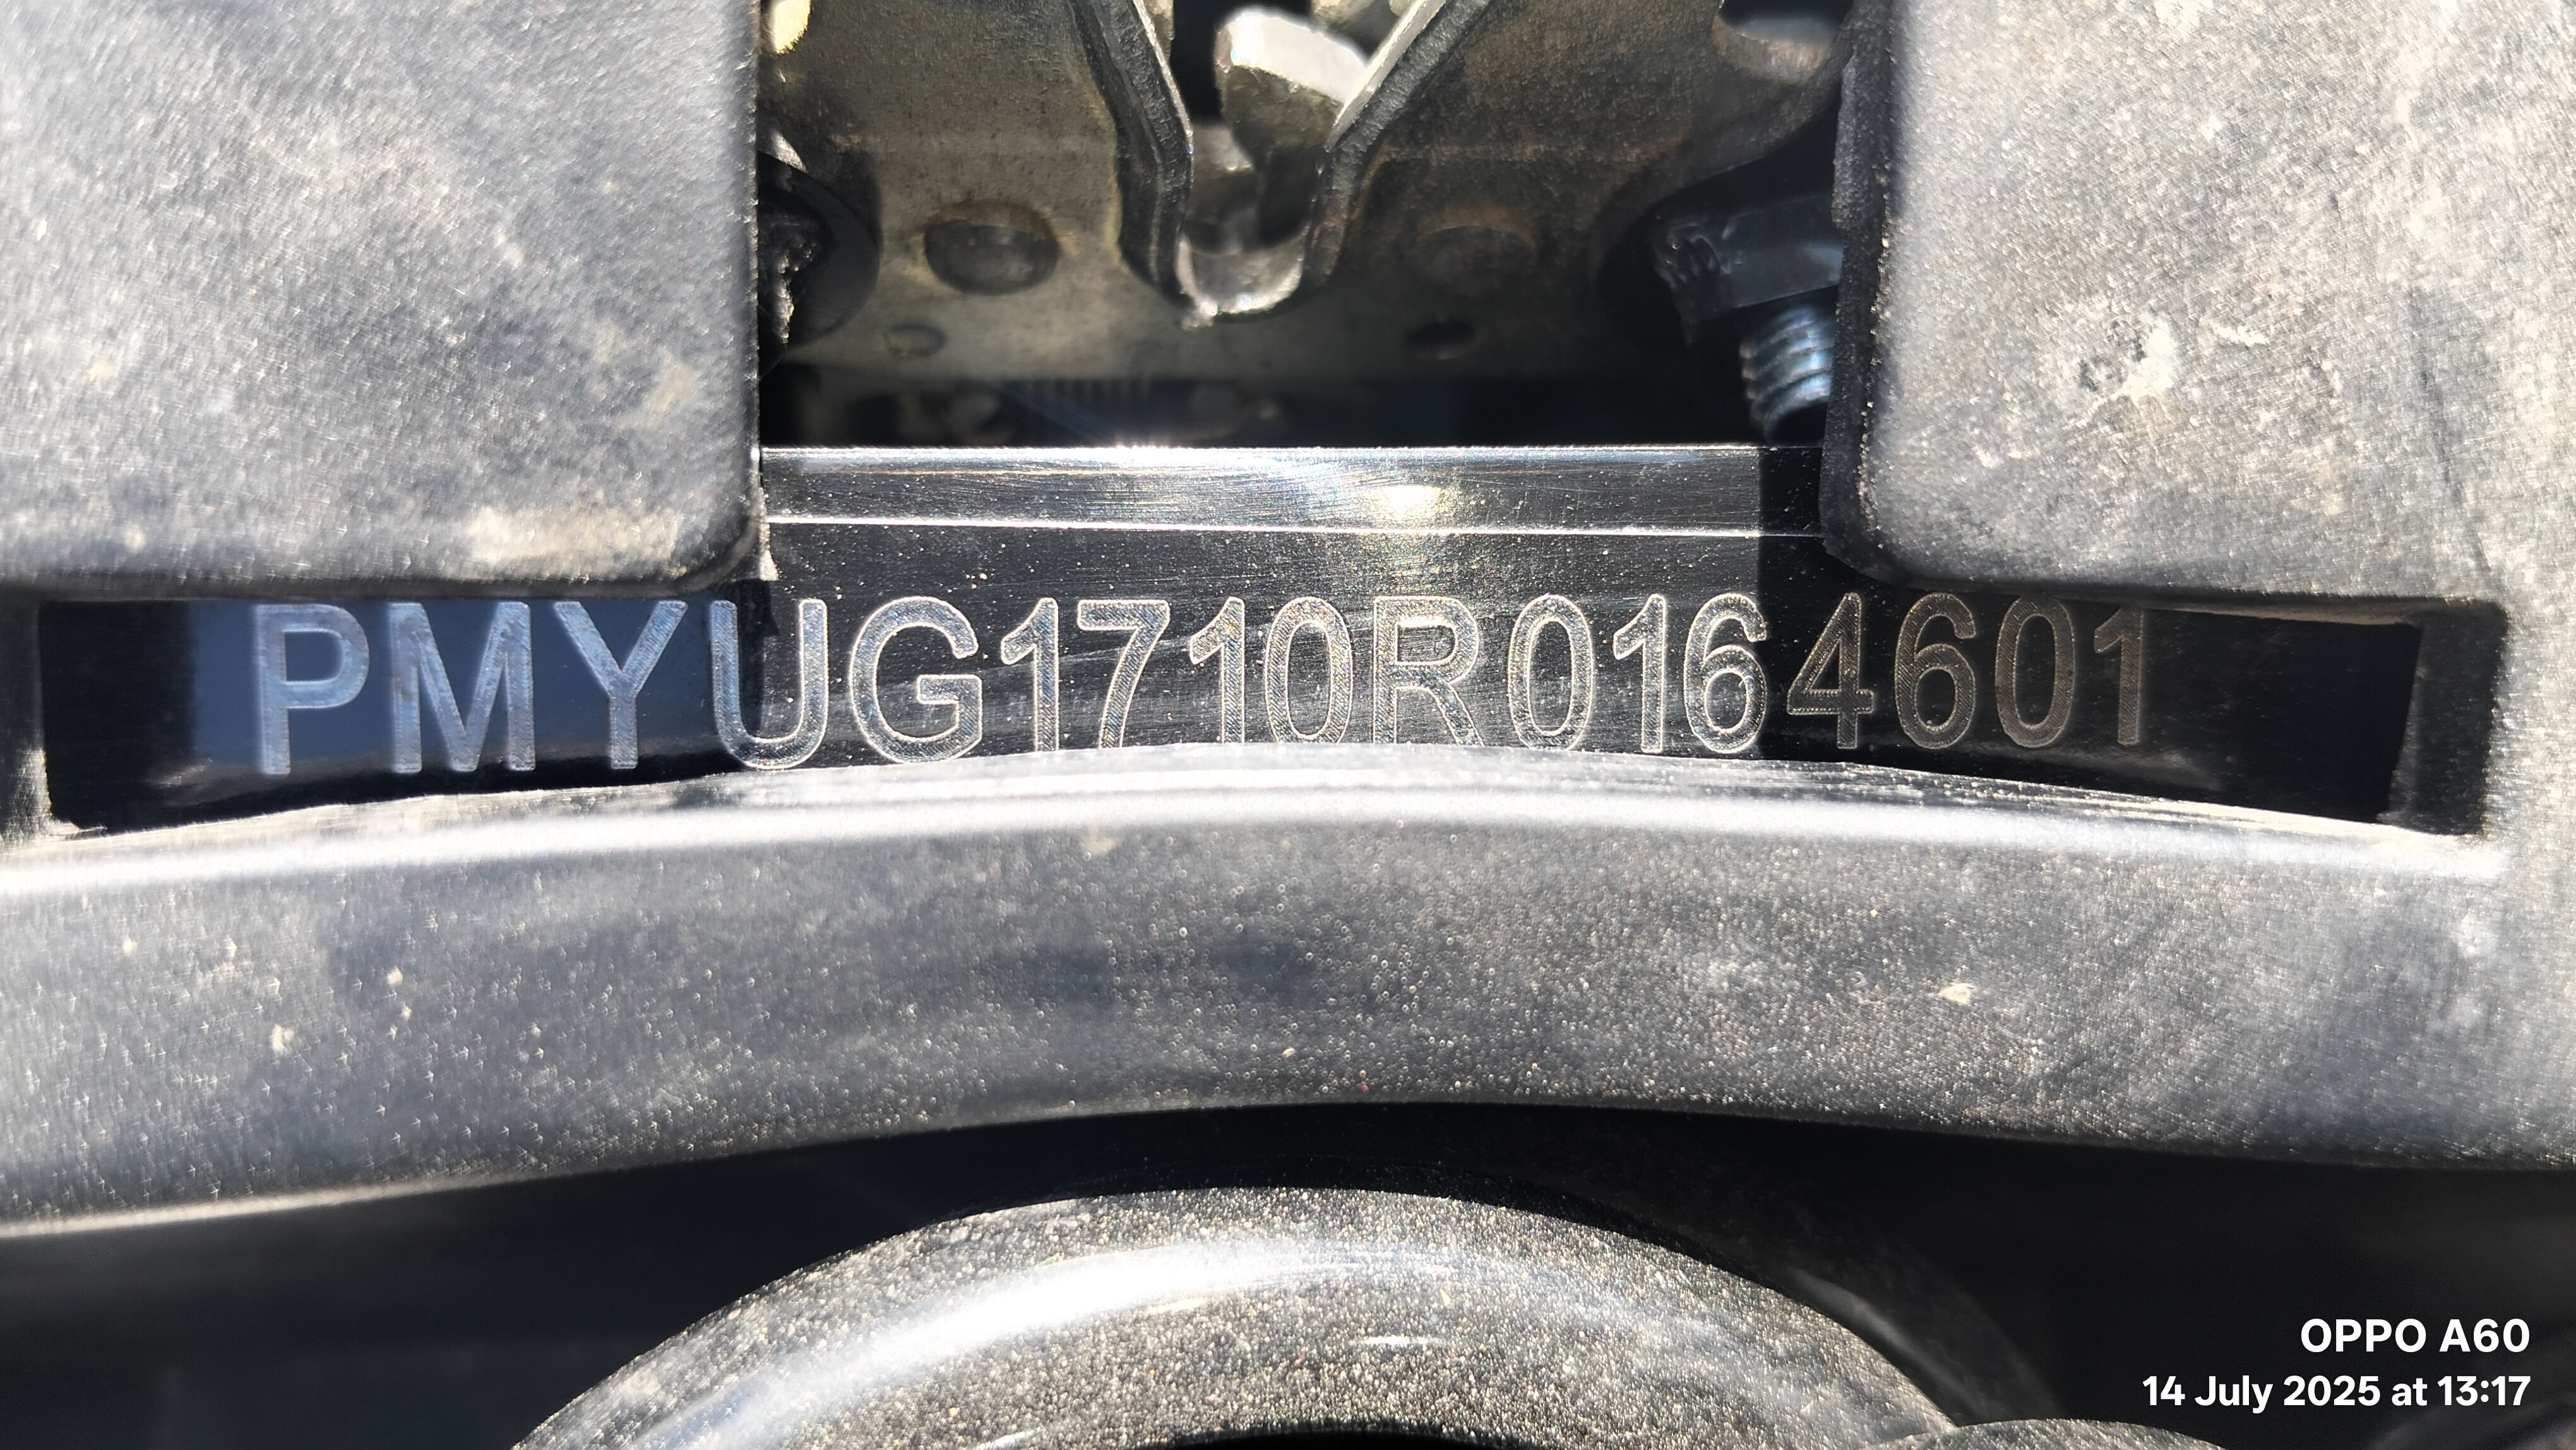 PMYUG1710R0164601
OPPO A60
14 July 2025 at 13:17